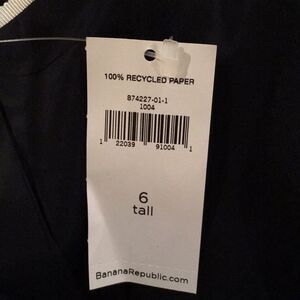 100% RECYCLED PAPER
874227-01-1
1004
1 22039 91004 1
6
tall
BananaRepublic.com